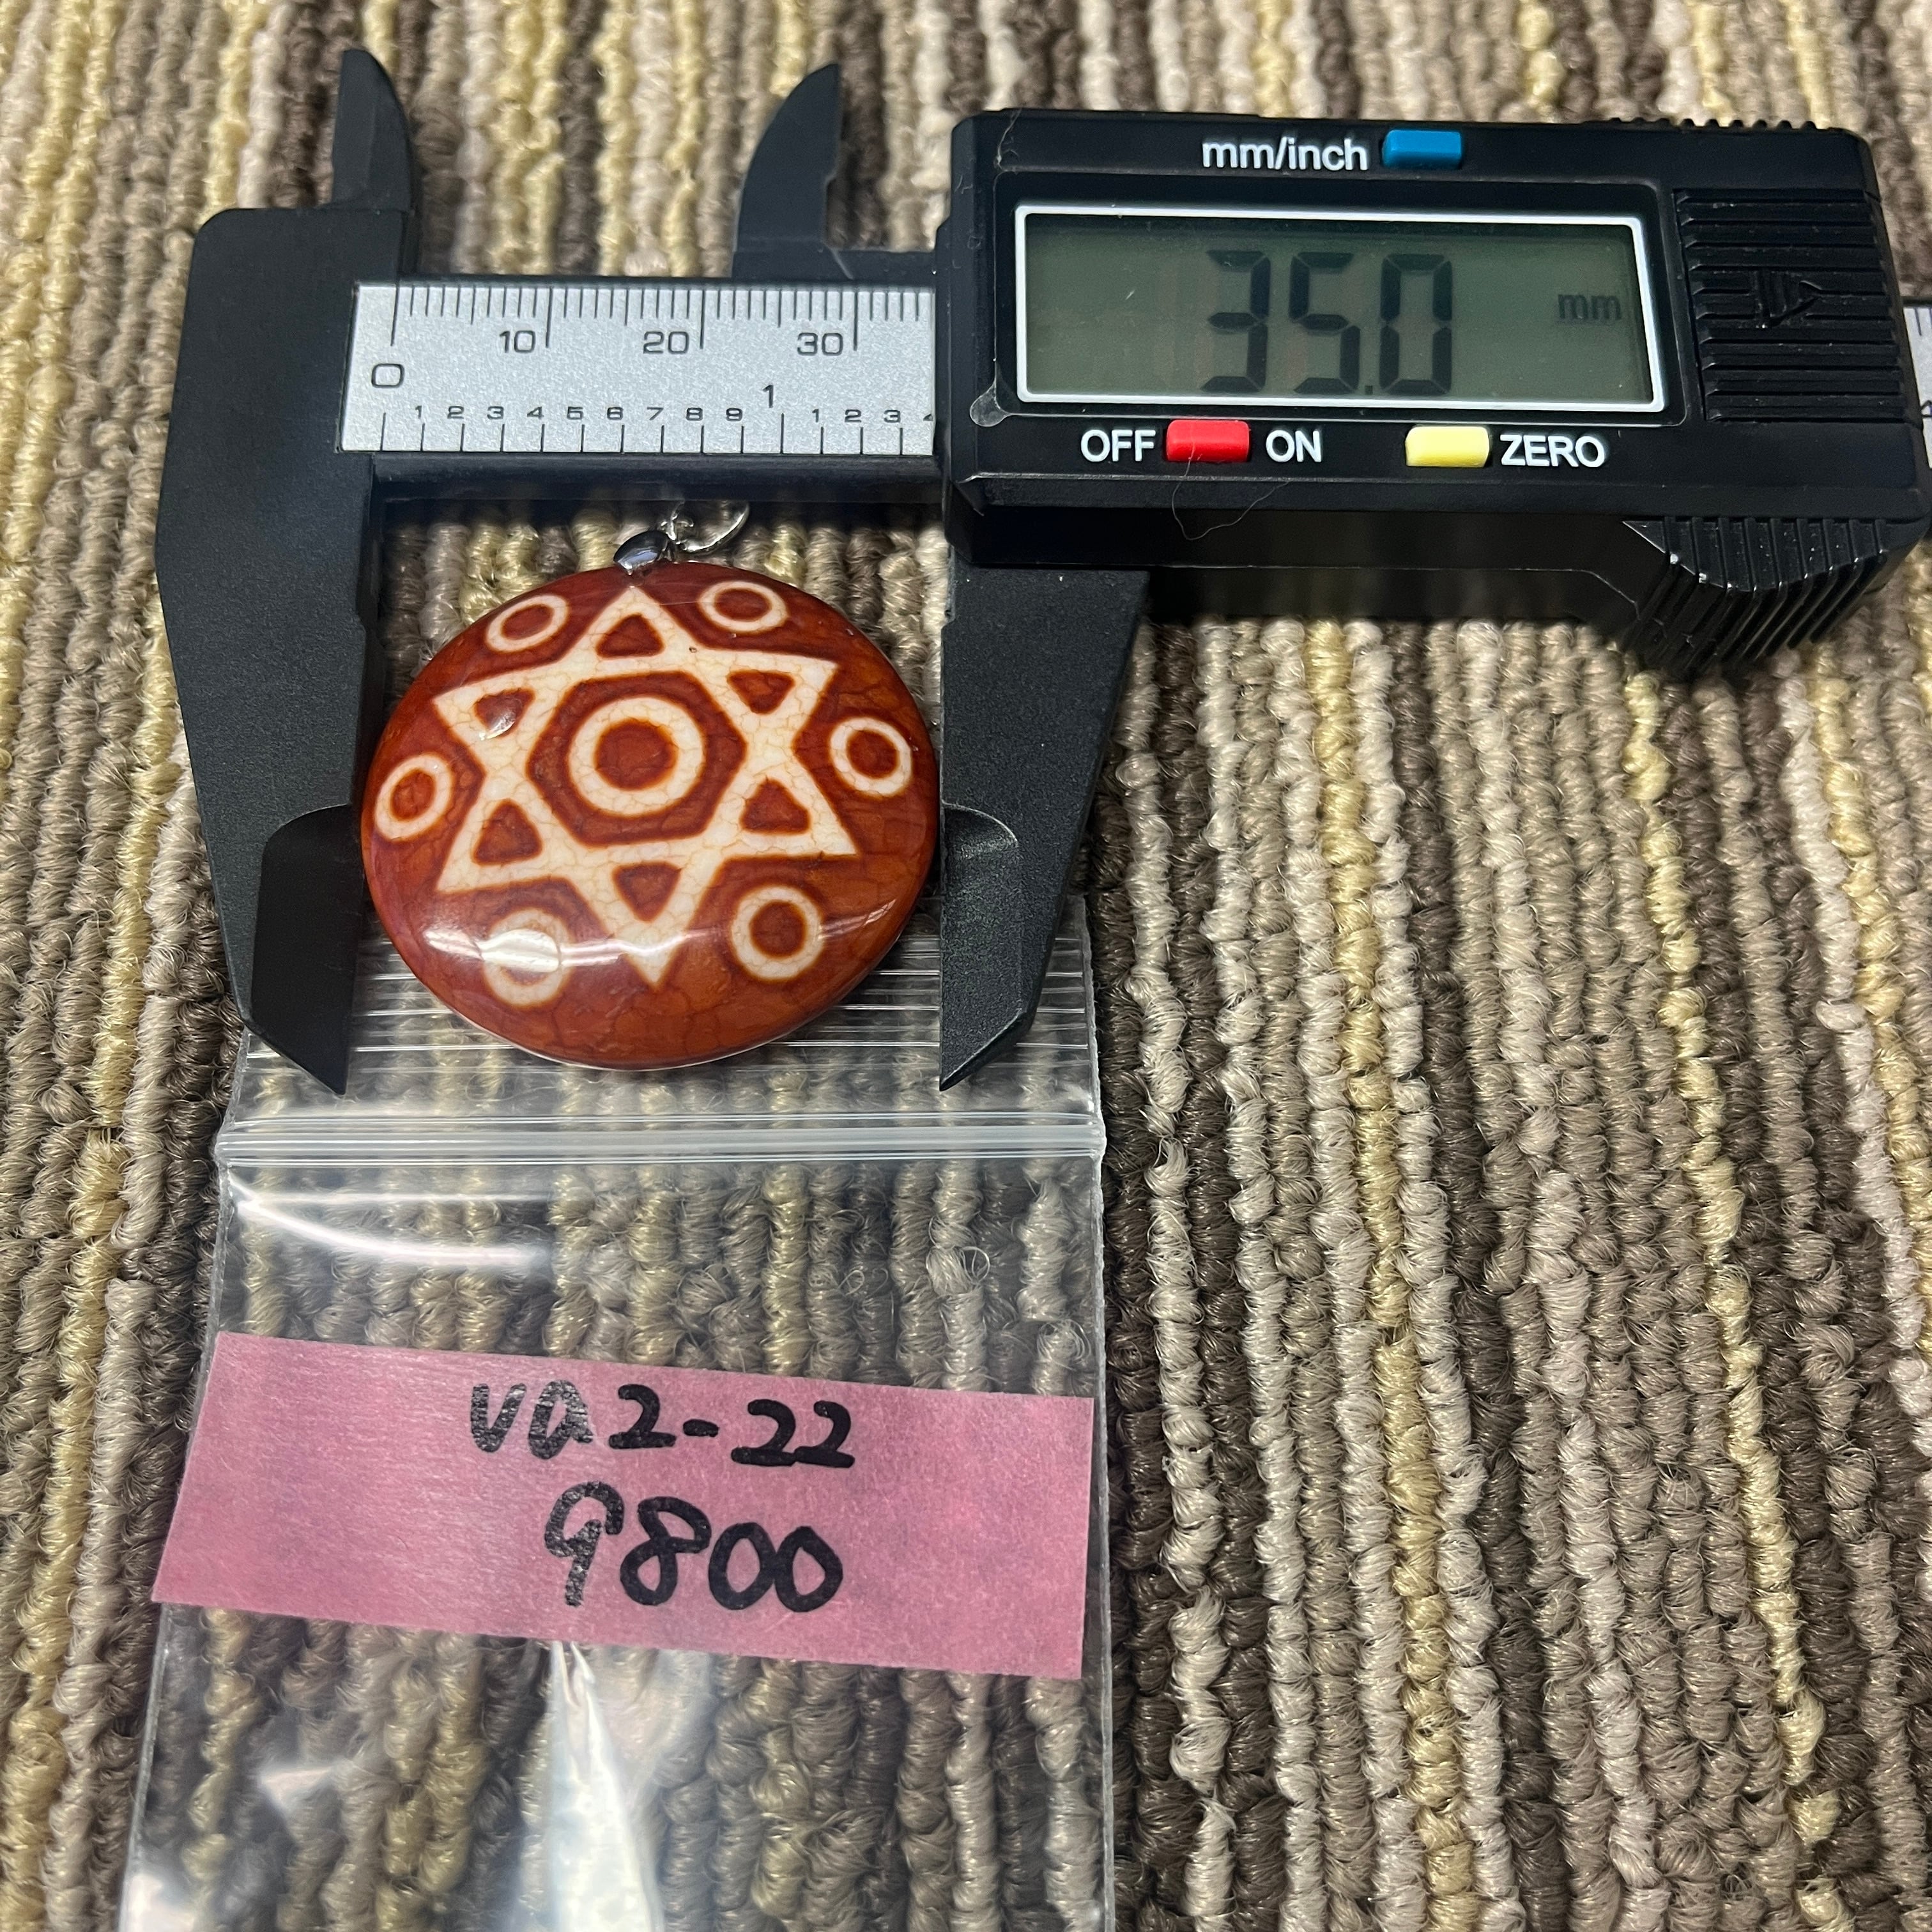 mm/inch
35.0 mm
OFF ON ZERO
10 20 30
0
1 2 3 4 5 6 7 8 9 1 1 2 3 4
va2-22
9800